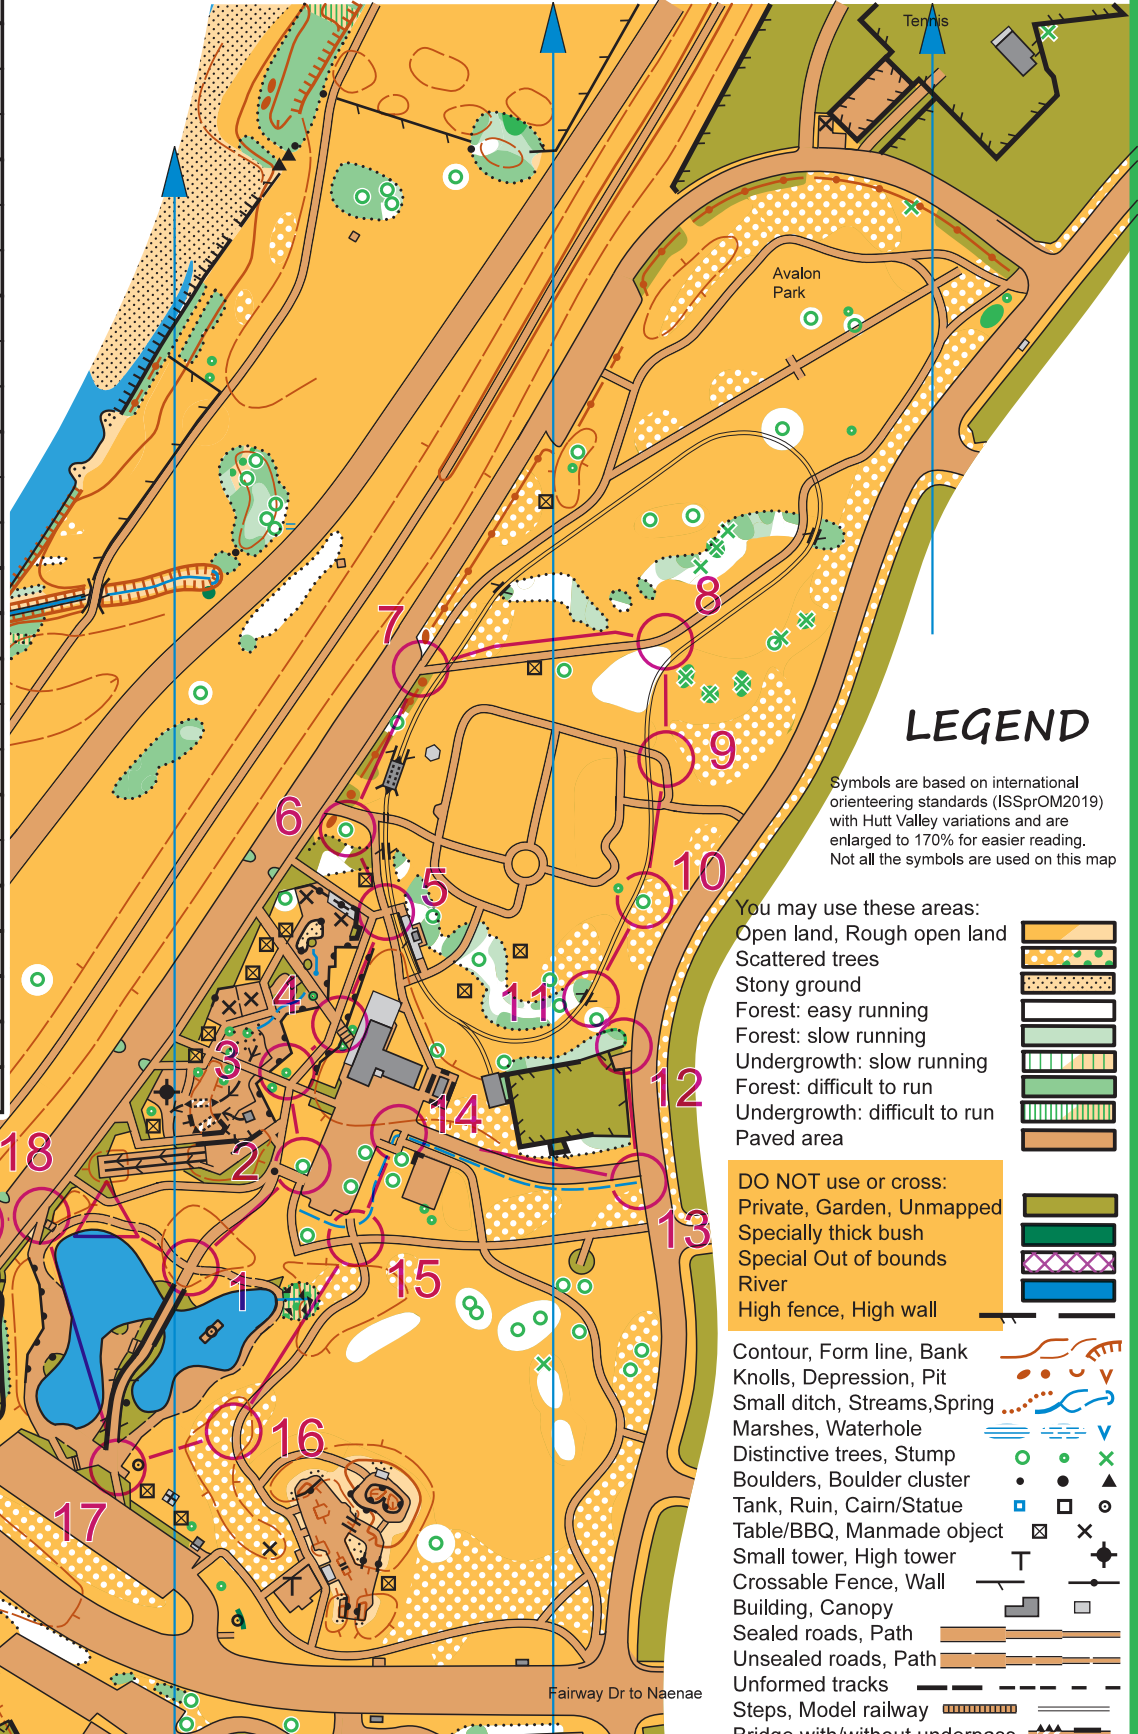 Tennis
Avalon
Park
8
7
9
6
10
5
11
4
3
12
14
2
18
13
1
15
16
17
Fairway Dr to Naenae
LEGEND
Symbols are based on international
orienteering standards (ISSprOM2019)
with Hutt Valley variations and are
enlarged to 170% for easier reading.
Not all the symbols are used on this map
You may use these areas:
Open land, Rough open land
Scattered trees
Stony ground
Forest: easy running
Forest: slow running
Undergrowth: slow running
Forest: difficult to run
Undergrowth: difficult to run
Paved area
DO NOT use or cross:
Private, Garden, Unmapped
Specially thick bush
Special Out of bounds
River
High fence, High wall
Contour, Form line, Bank
Knolls, Depression, Pit
Small ditch, Streams,Spring
Marshes, Waterhole
Distinctive trees, Stump
Boulders, Boulder cluster
Tank, Ruin, Cairn/Statue
Table/BBQ, Manmade object
Small tower, High tower
Crossable Fence, Wall
Building, Canopy
Sealed roads, Path
Unsealed roads, Path
Unformed tracks
Steps, Model railway
Bridge with/without underpass